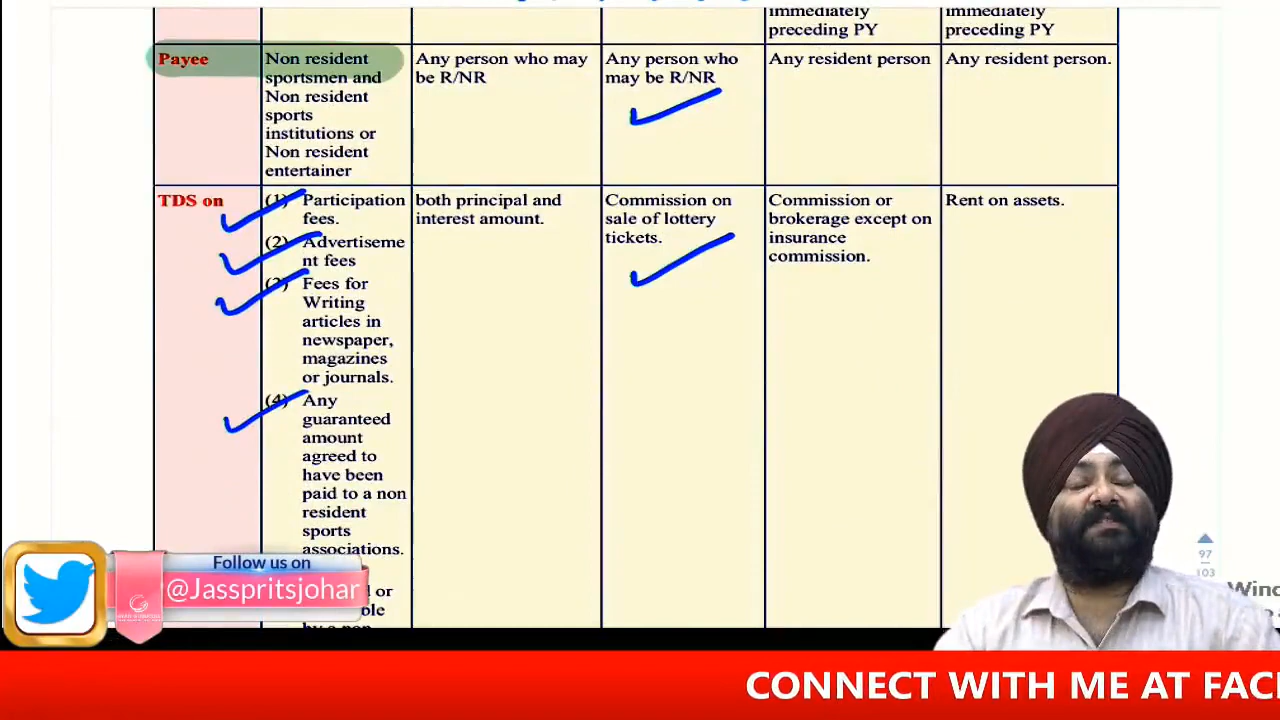 immediately
preceding PY
immediately
preceding PY
Payee
Non resident
sportsmen and
Non resident
sports
institutions or
Non resident
entertainer
Any person who may
be R/NR
Any person who
may be R/NR
Any resident person
Any resident person.
TDS on
(1) Participation
fees.
(2) Advertiseme
nt fees
(3) Fees for
Writing
articles in
newspaper,
magazines
or journals.
(4) Any
guaranteed
amount
agreed to
have been
paid to a non
resident
sports
associations.
or
both principal and
interest amount.
Commission on
sale of lottery
tickets.
Commission or
brokerage except on
insurance
commission.
Rent on assets.
Follow us on
@Jasspritsjohar
97
103
CONNECT WITH ME AT